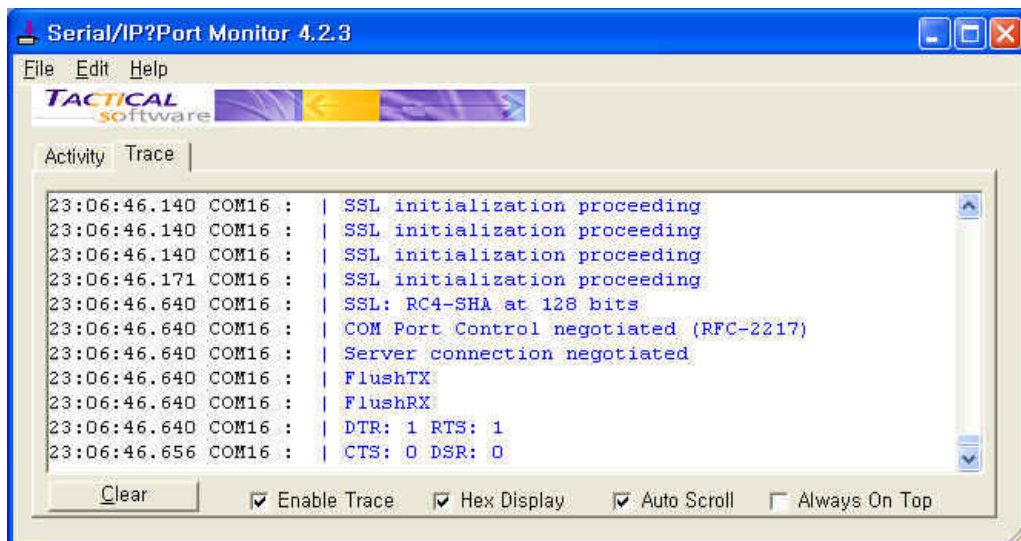 Serial/IP?Port Monitor 4.2.3
File Edit Help
TACTICAL
software
Activity Trace
23:06:46.140 COM16 : | SSL initialization proceeding
23:06:46.140 COM16 : | SSL initialization proceeding
23:06:46.140 COM16 : | SSL initialization proceeding
23:06:46.171 COM16 : | SSL initialization proceeding
23:06:46.640 COM16 : | SSL: RC4-SHA at 128 bits
23:06:46.640 COM16 : | COM Port Control negotiated (RFC-2217)
23:06:46.640 COM16 : | Server connection negotiated
23:06:46.640 COM16 : | FlushTX
23:06:46.640 COM16 : | FlushRX
23:06:46.640 COM16 : | DTR: 1 RTS: 1
23:06:46.656 COM16 : | CTS: 0 DSR: 0
Clear Enable Trace Hex Display Auto Scroll Always On Top